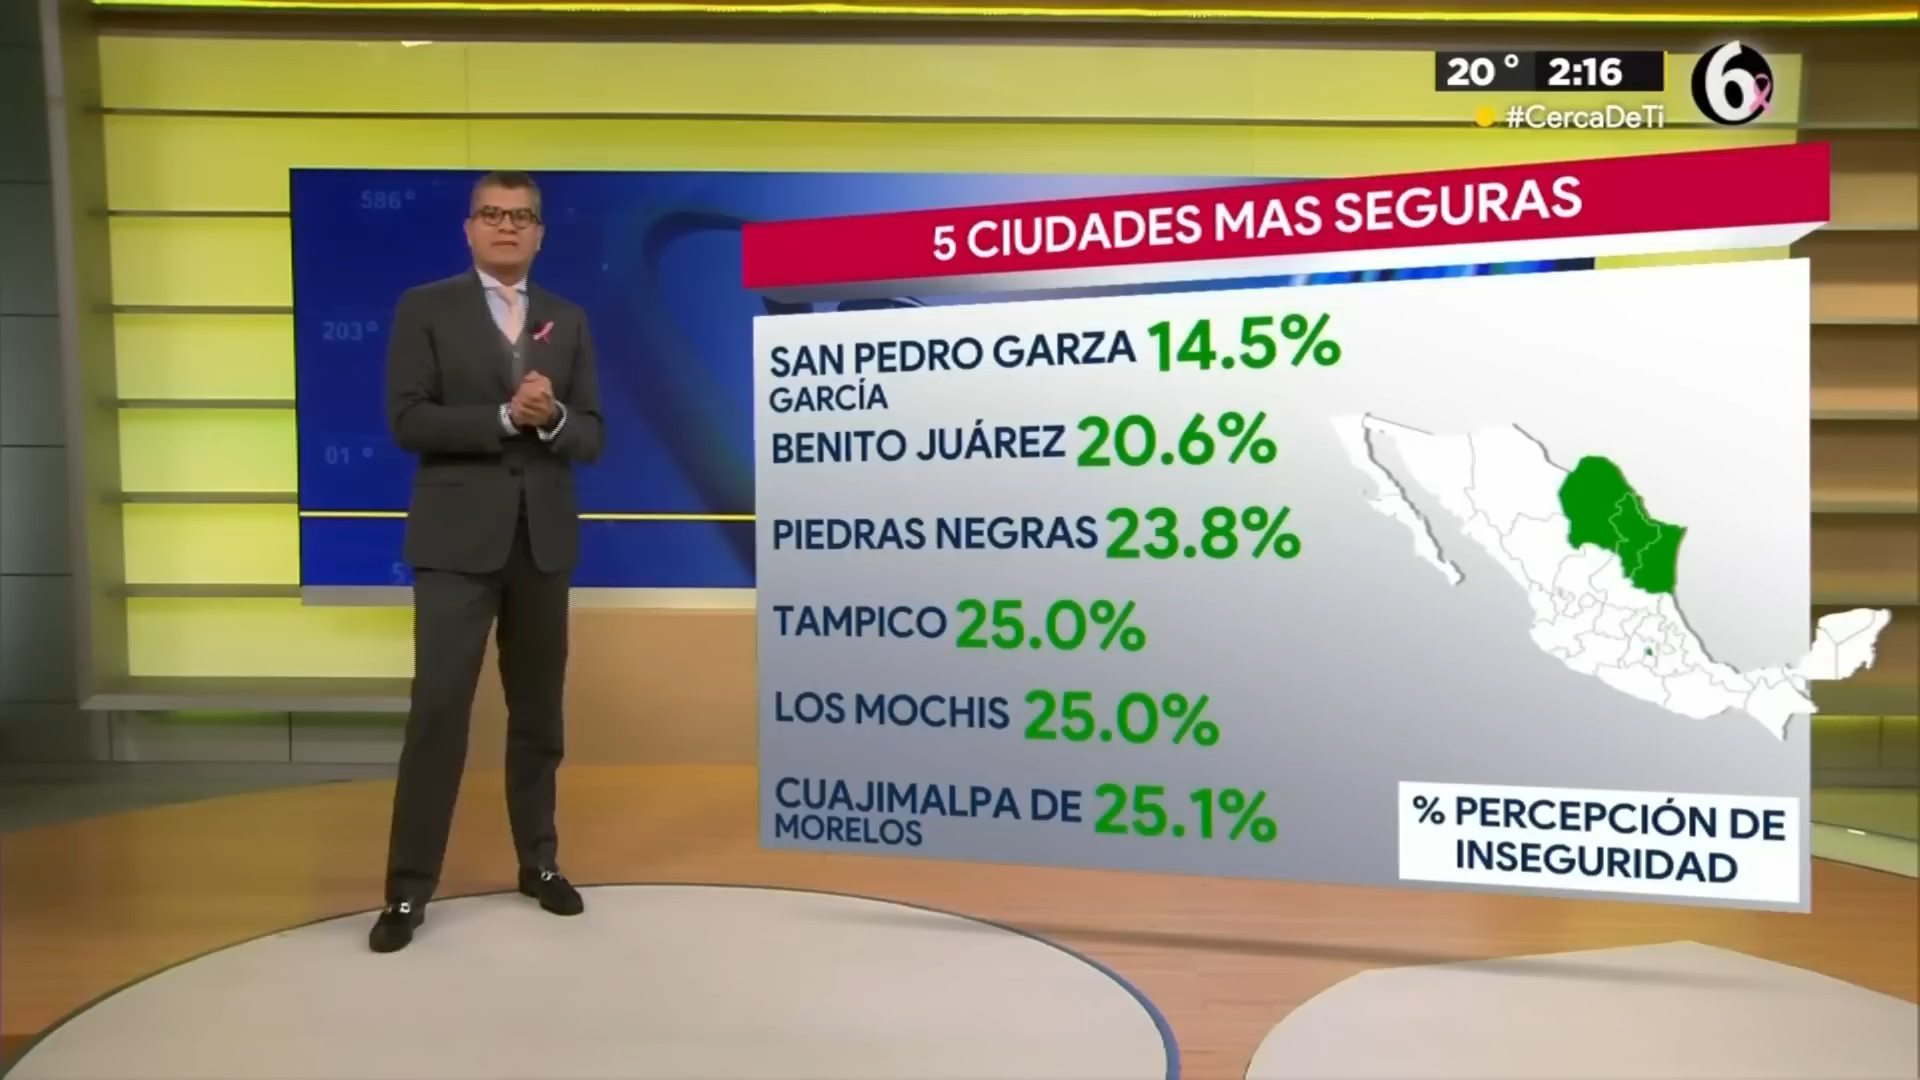 20° 2:16
#CercaDeTi
6
586°
203°
01°
5
5 CIUDADES MAS SEGURAS
SAN PEDRO GARZA 14.5%
GARCÍA
BENITO JUÁREZ 20.6%
PIEDRAS NEGRAS 23.8%
TAMPICO 25.0%
LOS MOCHIS 25.0%
CUAJIMALPA DE 25.1%
MORELOS
% PERCEPCIÓN DE
INSEGURIDAD